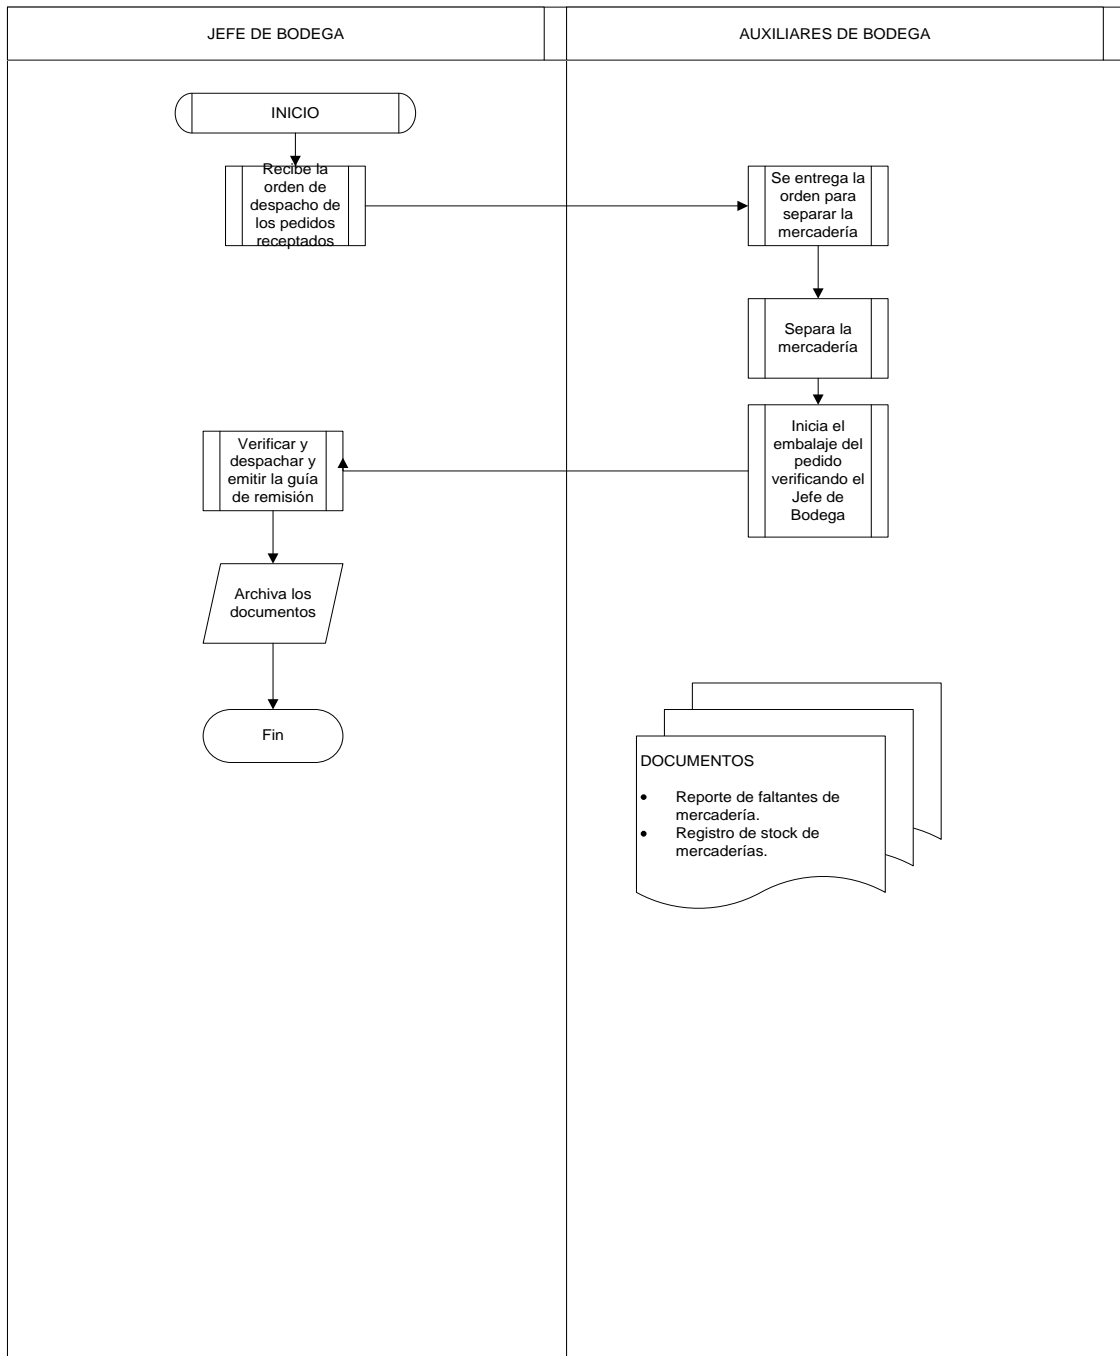 JEFE DE BODEGA
AUXILIARES DE BODEGA
INICIO
Recibe la
orden de
despacho de
los pedidos
receptados
Se entrega la
orden para
separar la
mercadería
Separa la
mercadería
Inicia el
embalaje del
pedido
verificando el
Jefe de
Bodega
Verificar y
despachar y
emitir la guía
de remisión
Archiva los
documentos
Fin
DOCUMENTOS
• Reporte de faltantes de
mercadería.
• Registro de stock de
mercaderías.